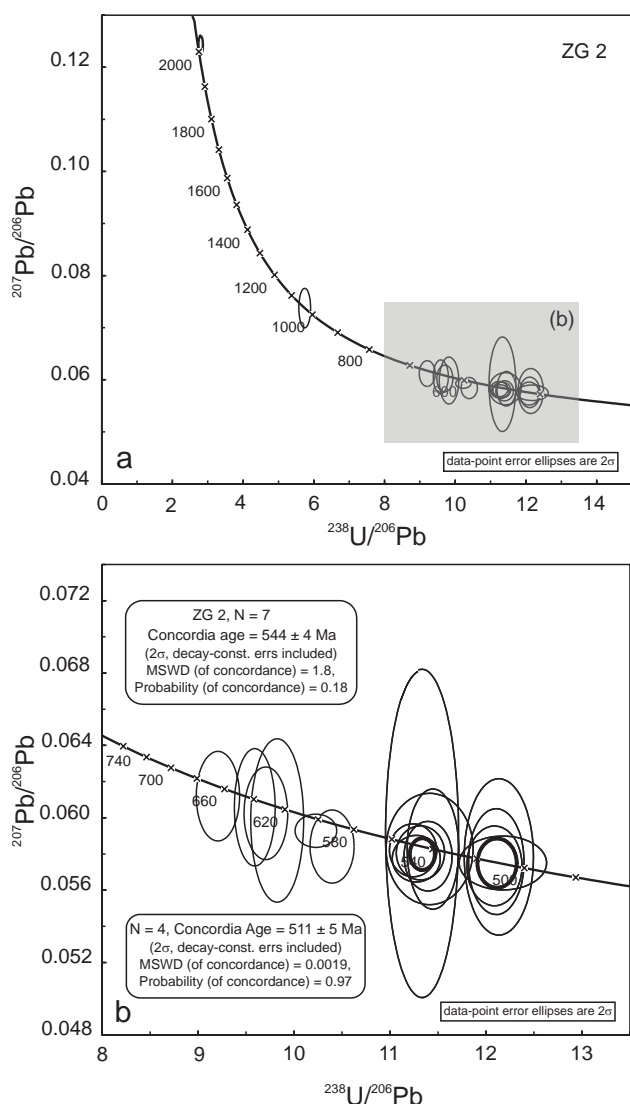 0.12
0.10
0.08
0.06
0.04
²⁰⁷Pb/²⁰⁶Pb
ZG 2
2000
1800
1600
1400
1200
1000
800
600
(b)
a
data-point error ellipses are 2σ
0 2 4 6 8 10 12 14
²³⁸U/²⁰⁶Pb
0.072
0.068
0.064
0.060
0.056
0.052
0.048
²⁰⁷Pb/²⁰⁶Pb
ZG 2, N = 7
Concordia age = 544 ± 4 Ma
(2σ, decay-const. errs included)
MSWD (of concordance) = 1.8,
Probability (of concordance) = 0.18
740
700
660
620
580
540
500
N = 4, Concordia Age = 511 ± 5 Ma
(2σ, decay-const. errs included)
MSWD (of concordance) = 0.0019,
Probability (of concordance) = 0.97
b
data-point error ellipses are 2σ
8 9 10 11 12 13
²³⁸U/²⁰⁶Pb